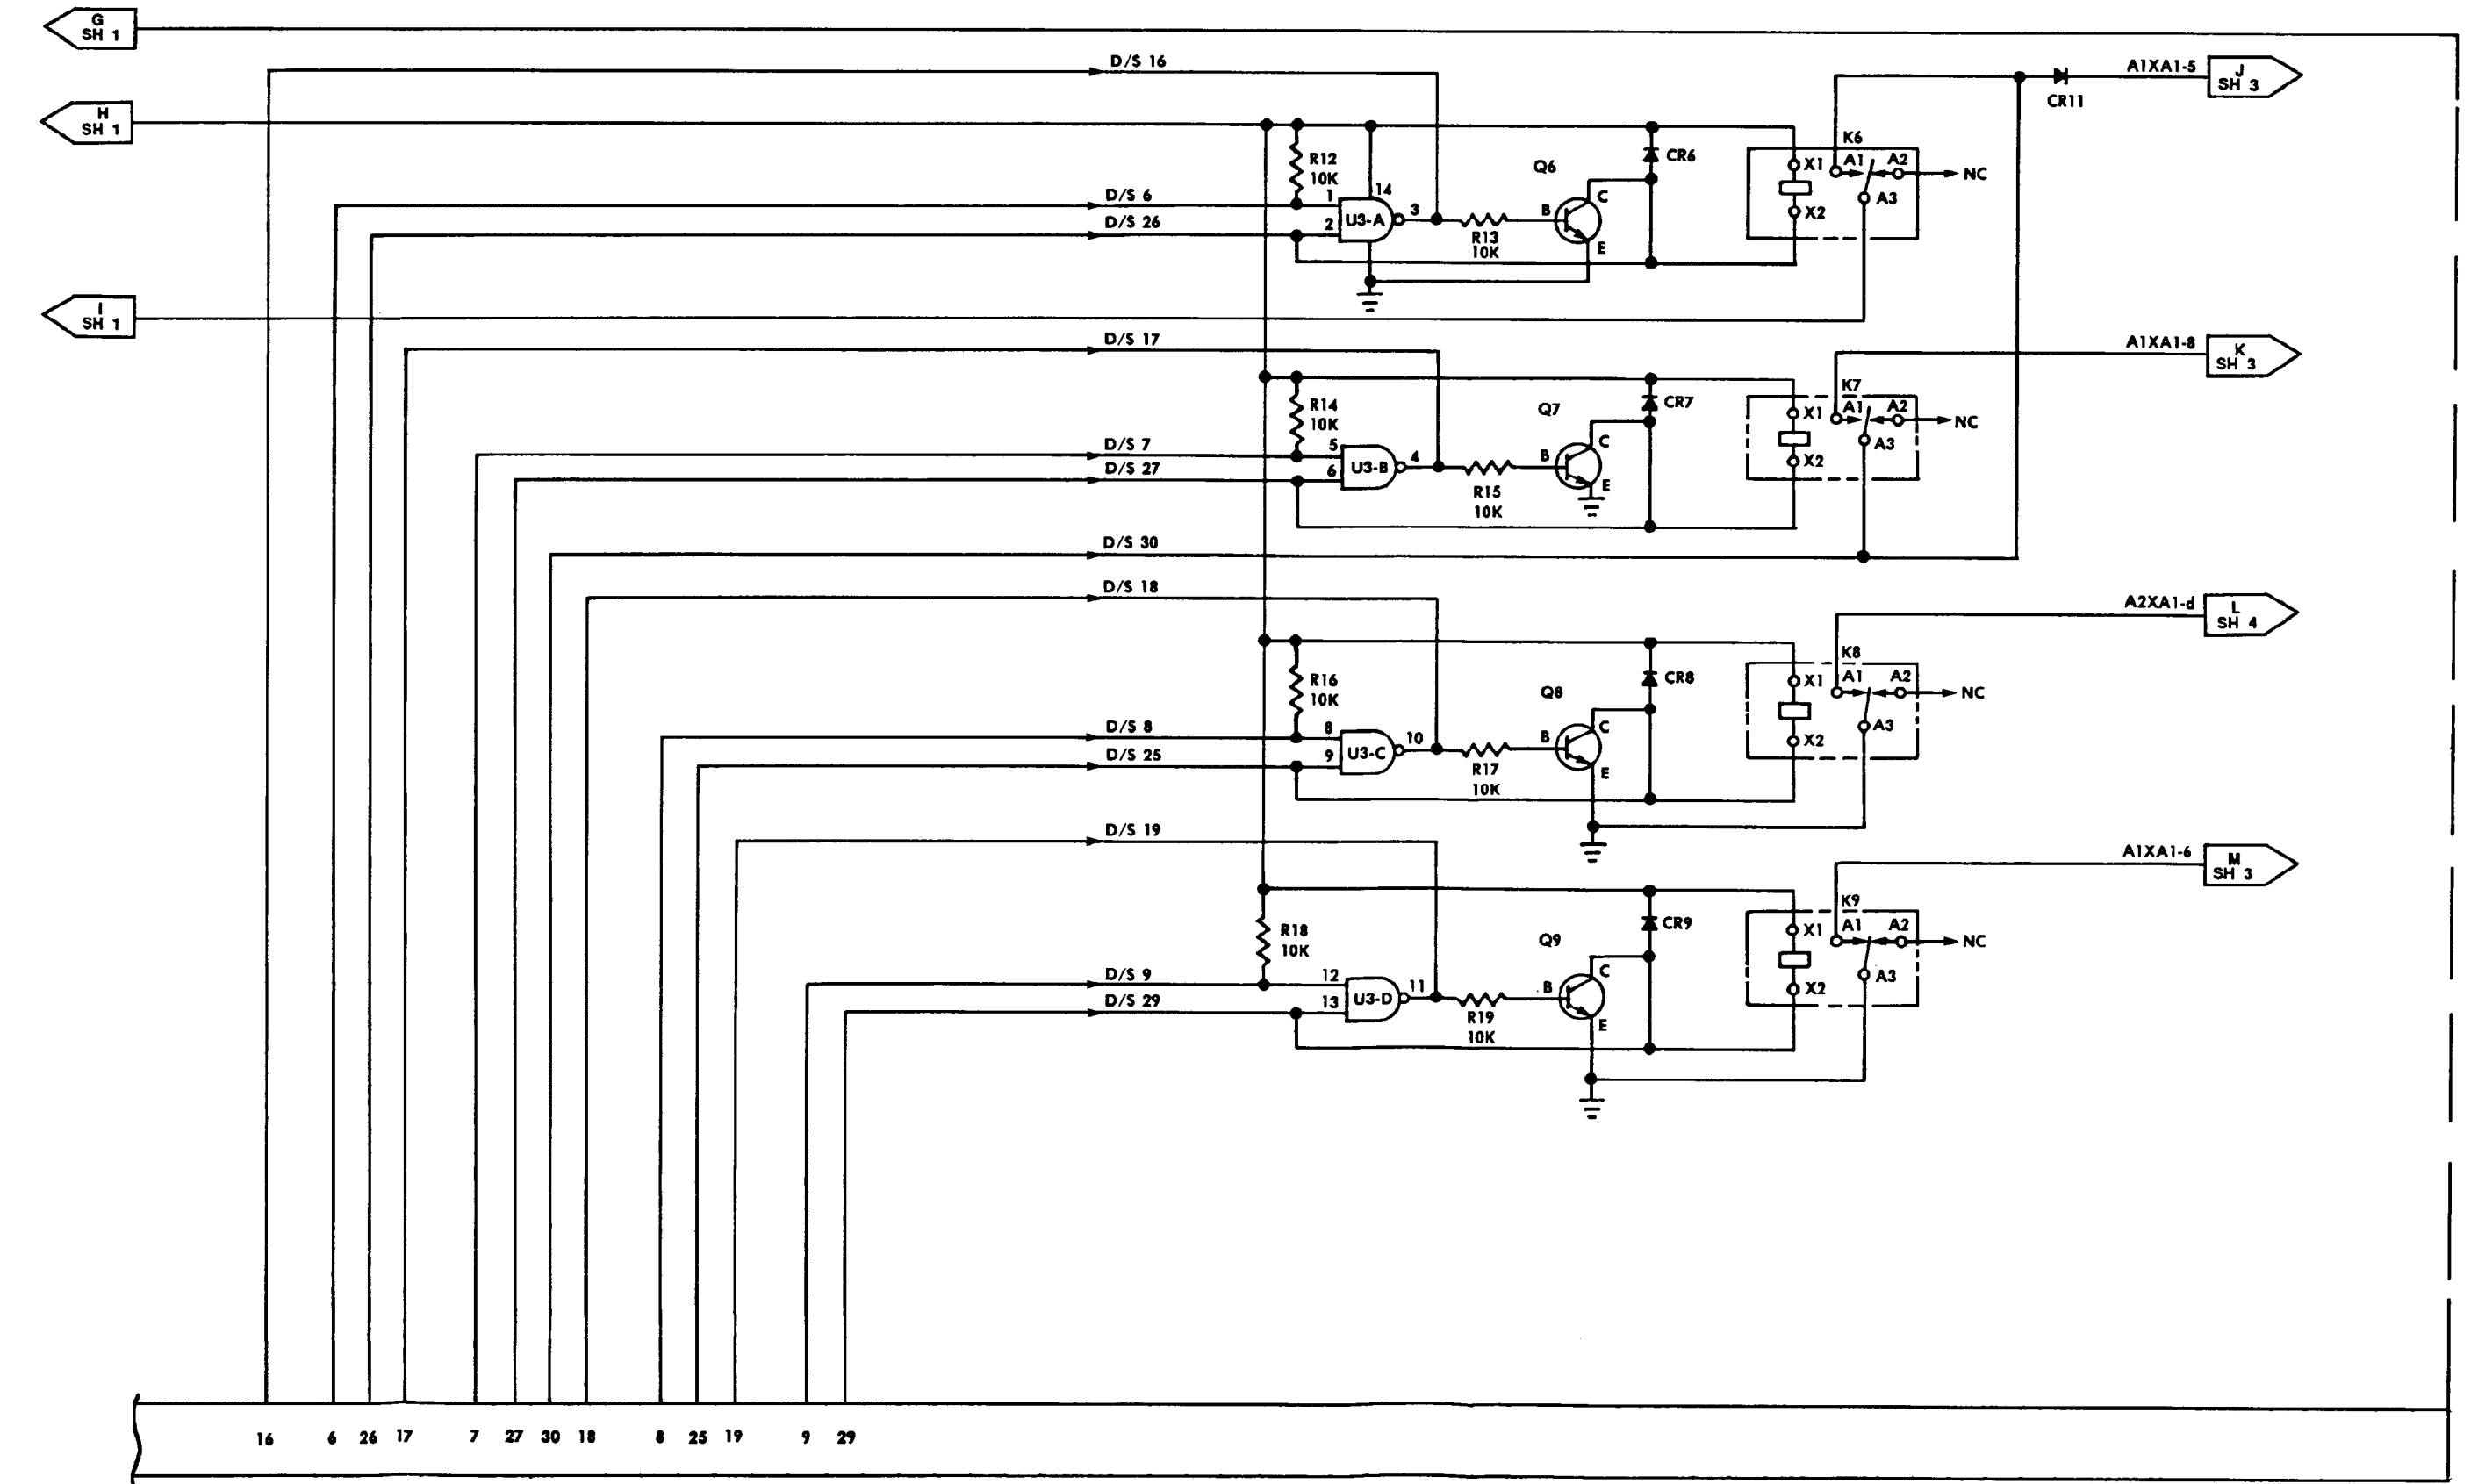 G
SH 1
D/S 16
A1XA1-5
J
SH 3
CR11
H
SH 1
R12
10K
Q6
CR6
K6
X1
A1
A2
NC
X2
A3
D/S 6
1
14
U3-A
3
D/S 26
2
R13
10K
B
C
E
I
SH 1
D/S 17
A1XA1-8
K
SH 3
R14
10K
Q7
CR7
K7
X1
A1
A2
NC
X2
A3
D/S 7
5
U3-B
4
D/S 27
6
R15
10K
B
C
E
D/S 30
D/S 18
A2XA1-d
L
SH 4
R16
10K
Q8
CR8
K8
X1
A1
A2
NC
X2
A3
D/S 8
8
U3-C
10
D/S 25
9
R17
10K
B
C
E
D/S 19
A1XA1-6
M
SH 3
R18
10K
Q9
CR9
K9
X1
A1
A2
NC
X2
A3
D/S 9
12
U3-D
11
D/S 29
13
R19
10K
B
C
E
16 6 26 17 7 27 30 18 8 25 19 9 29